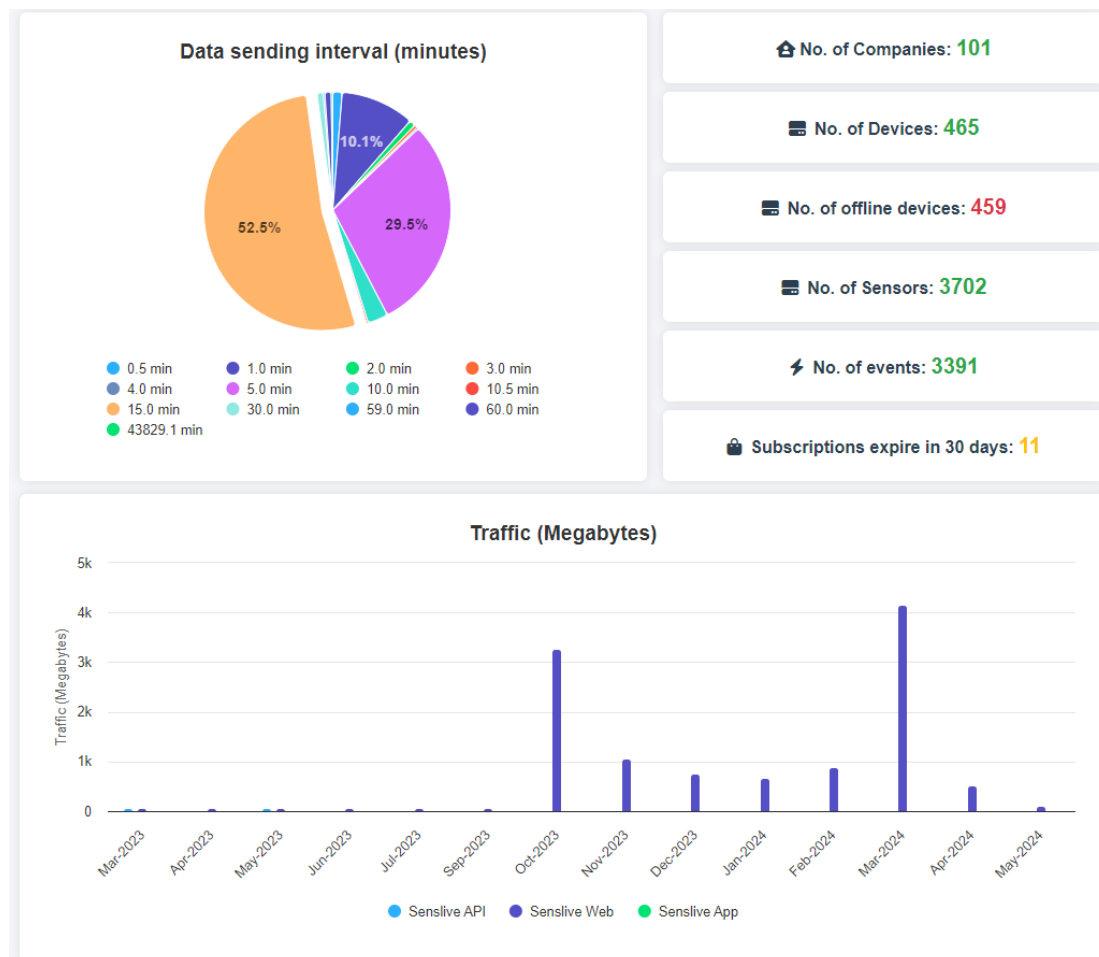 Data sending interval (minutes)
10.1%
52.5%
29.5%
0.5 min 1.0 min 2.0 min 3.0 min
4.0 min 5.0 min 10.0 min 10.5 min
15.0 min 30.0 min 59.0 min 60.0 min
43829.1 min
No. of Companies: 101
No. of Devices: 465
No. of offline devices: 459
No. of Sensors: 3702
No. of events: 3391
Subscriptions expire in 30 days: 11
Traffic (Megabytes)
Traffic (Megabytes)
5k
4k
3k
2k
1k
0
Mar-2023 Apr-2023 May-2023 Jun-2023 Jul-2023 Sep-2023 Oct-2023 Nov-2023 Dec-2023 Jan-2024 Feb-2024 Mar-2024 Apr-2024 May-2024
Senslive API Senslive Web Senslive App